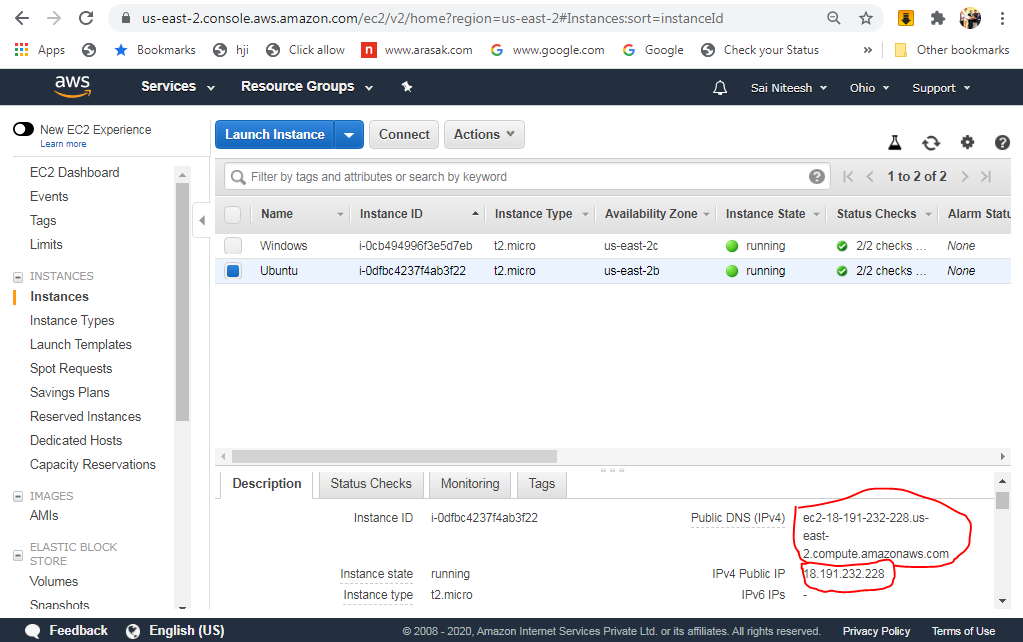 us-east-2.console.aws.amazon.com/ec2/v2/home?region=us-east-2#Instances:sort=instanceId
Apps Bookmarks hji Click allow n www.arasak.com G www.google.com G Google Check your Status » Other bookmarks
aws Services Resource Groups Sai Niteesh Ohio Support
New EC2 Experience
Learn more
EC2 Dashboard
Events
Tags
Limits
INSTANCES
Instances
Instance Types
Launch Templates
Spot Requests
Savings Plans
Reserved Instances
Dedicated Hosts
Capacity Reservations
IMAGES
AMIs
ELASTIC BLOCK
STORE
Volumes
Snapshots
Launch Instance Connect Actions
Filter by tags and attributes or search by keyword ? 1 to 2 of 2
Name Instance ID Instance Type Availability Zone Instance State Status Checks Alarm Statu
Windows i-0cb494996f3e5d7eb t2.micro us-east-2c running 2/2 checks ... None
Ubuntu i-0dfbc4237f4ab3f22 t2.micro us-east-2b running 2/2 checks ... None
Description Status Checks Monitoring Tags
Instance ID i-0dfbc4237f4ab3f22 Public DNS (IPv4) ec2-18-191-232-228.us-
east-
2.compute.amazonaws.com
Instance state running IPv4 Public IP 18.191.232.228
Instance type t2.micro IPv6 IPs -
Feedback English (US) © 2008 - 2020, Amazon Internet Services Private Ltd. or its affiliates. All rights reserved. Privacy Policy Terms of Use